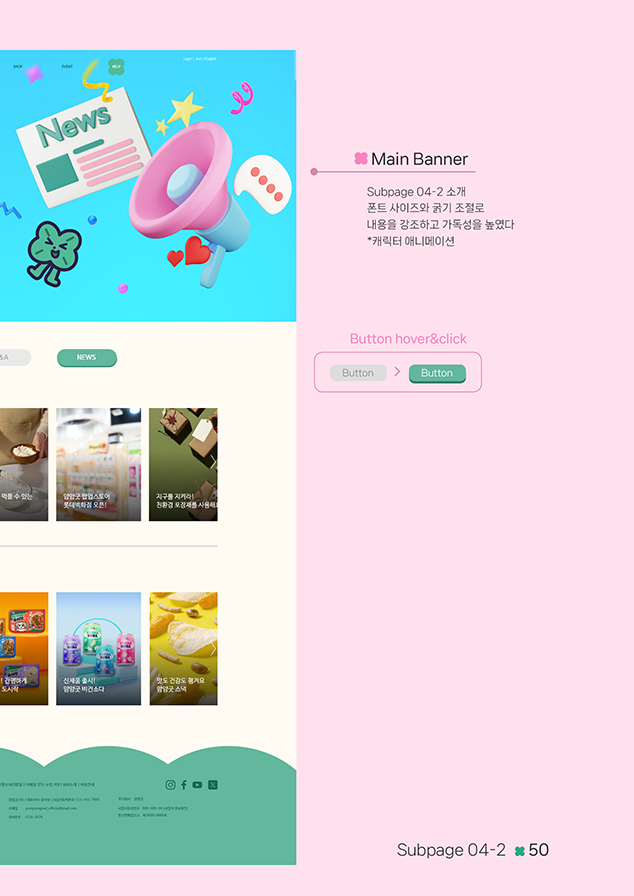 Login | Join | English
SHOP
EVENT
HELP
News
Main Banner
Subpage 04-2 소개
폰트 사이즈와 굵기 조절로
내용을 강조하고 가독성을 높였다
*캐릭터 애니메이션
Button hover&click
Button > Button
&A
NEWS
먹을 수 있는
얌얌굿 팝업스토어
롯데백화점 오픈!
지구를 지켜라!
친환경 포장재를 사용해요
! 간편하게
도시락
신제품 출시!
얌얌굿 비건소다
맛도 건강도 챙겨요
얌얌굿 스낵
Subpage 04-2 50